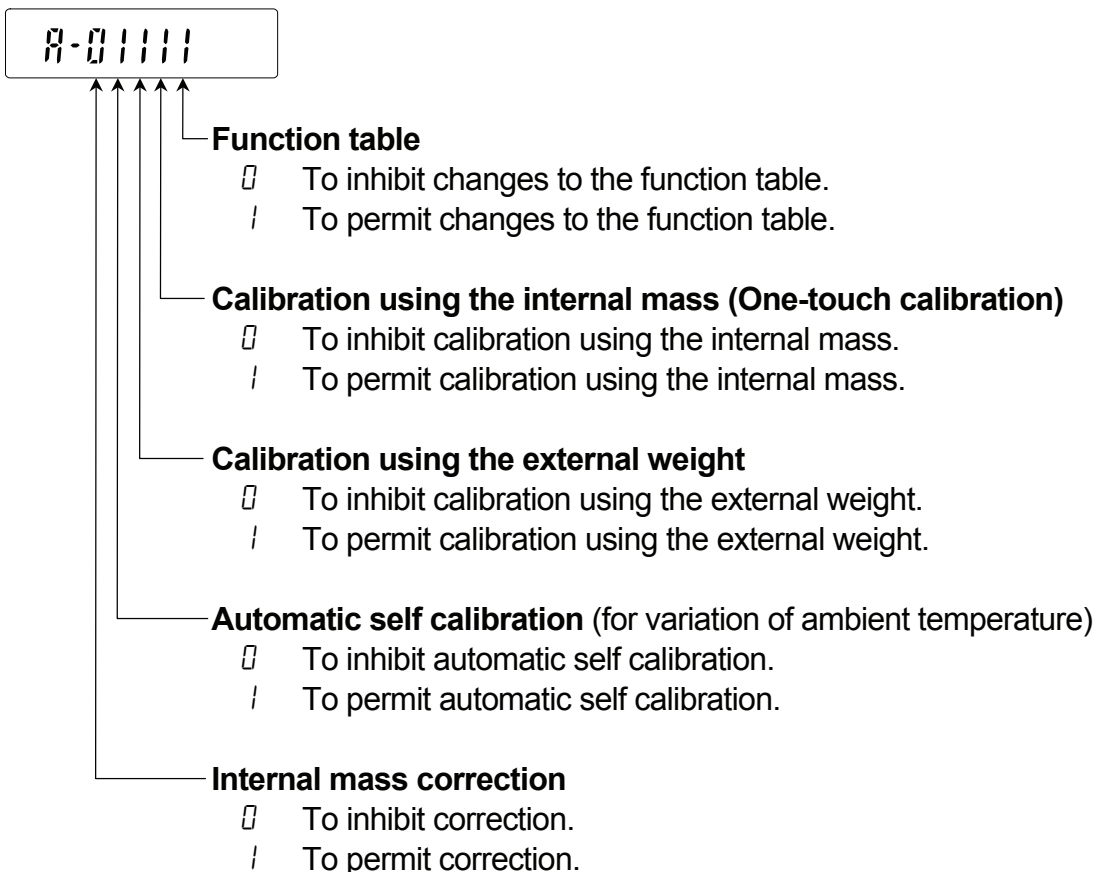 A-01111
Function table
0 To inhibit changes to the function table.
1 To permit changes to the function table.
Calibration using the internal mass (One-touch calibration)
0 To inhibit calibration using the internal mass.
1 To permit calibration using the internal mass.
Calibration using the external weight
0 To inhibit calibration using the external weight.
1 To permit calibration using the external weight.
Automatic self calibration (for variation of ambient temperature)
0 To inhibit automatic self calibration.
1 To permit automatic self calibration.
Internal mass correction
0 To inhibit correction.
1 To permit correction.